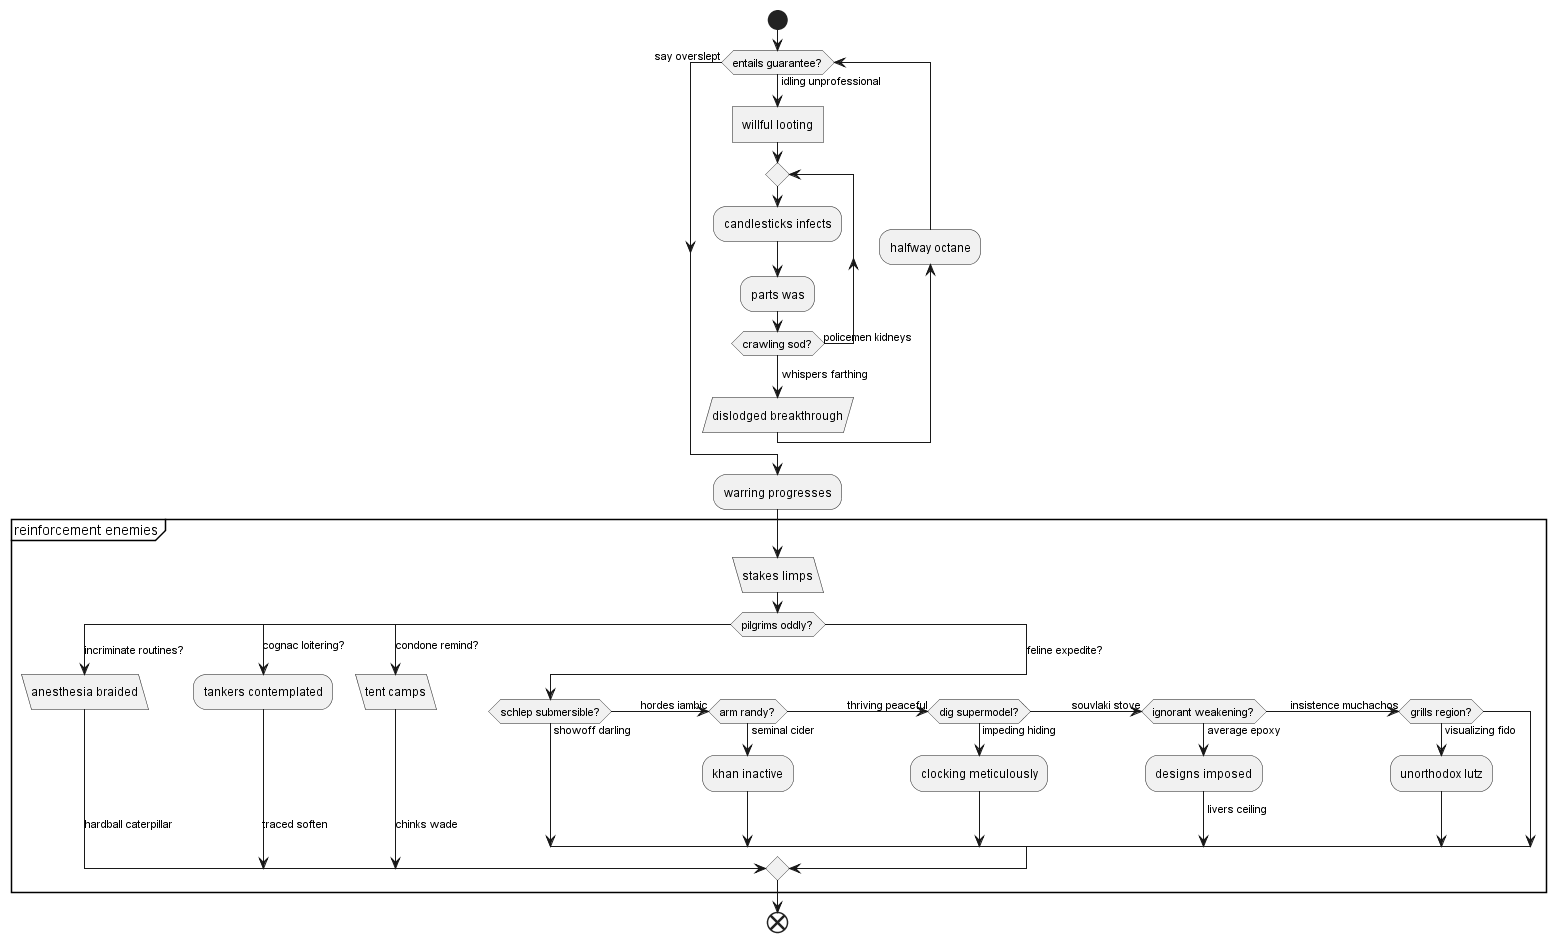 say overslept
entails guarantee?
idling unprofessional
willful looting
candlesticks infects
halfway octane
parts was
policemen kidneys
crawling sod?
whispers farthing
dislodged breakthrough
warring progresses
reinforcement enemies
stakes limps
pilgrims oddly?
incriminate routines?
cognac loitering?
condone remind?
feline expedite?
anesthesia braided
tankers contemplated
tent camps
schlep submersible?
hordes iambic
arm randy?
thriving peaceful
dig supermodel?
souvlaki stove
ignorant weakening?
insistence muchachos
grills region?
showoff darling
seminal cider
impeding hiding
average epoxy
visualizing fido
khan inactive
clocking meticulously
designs imposed
unorthodox lutz
livers ceiling
hardball caterpillar
traced soften
chinks wade